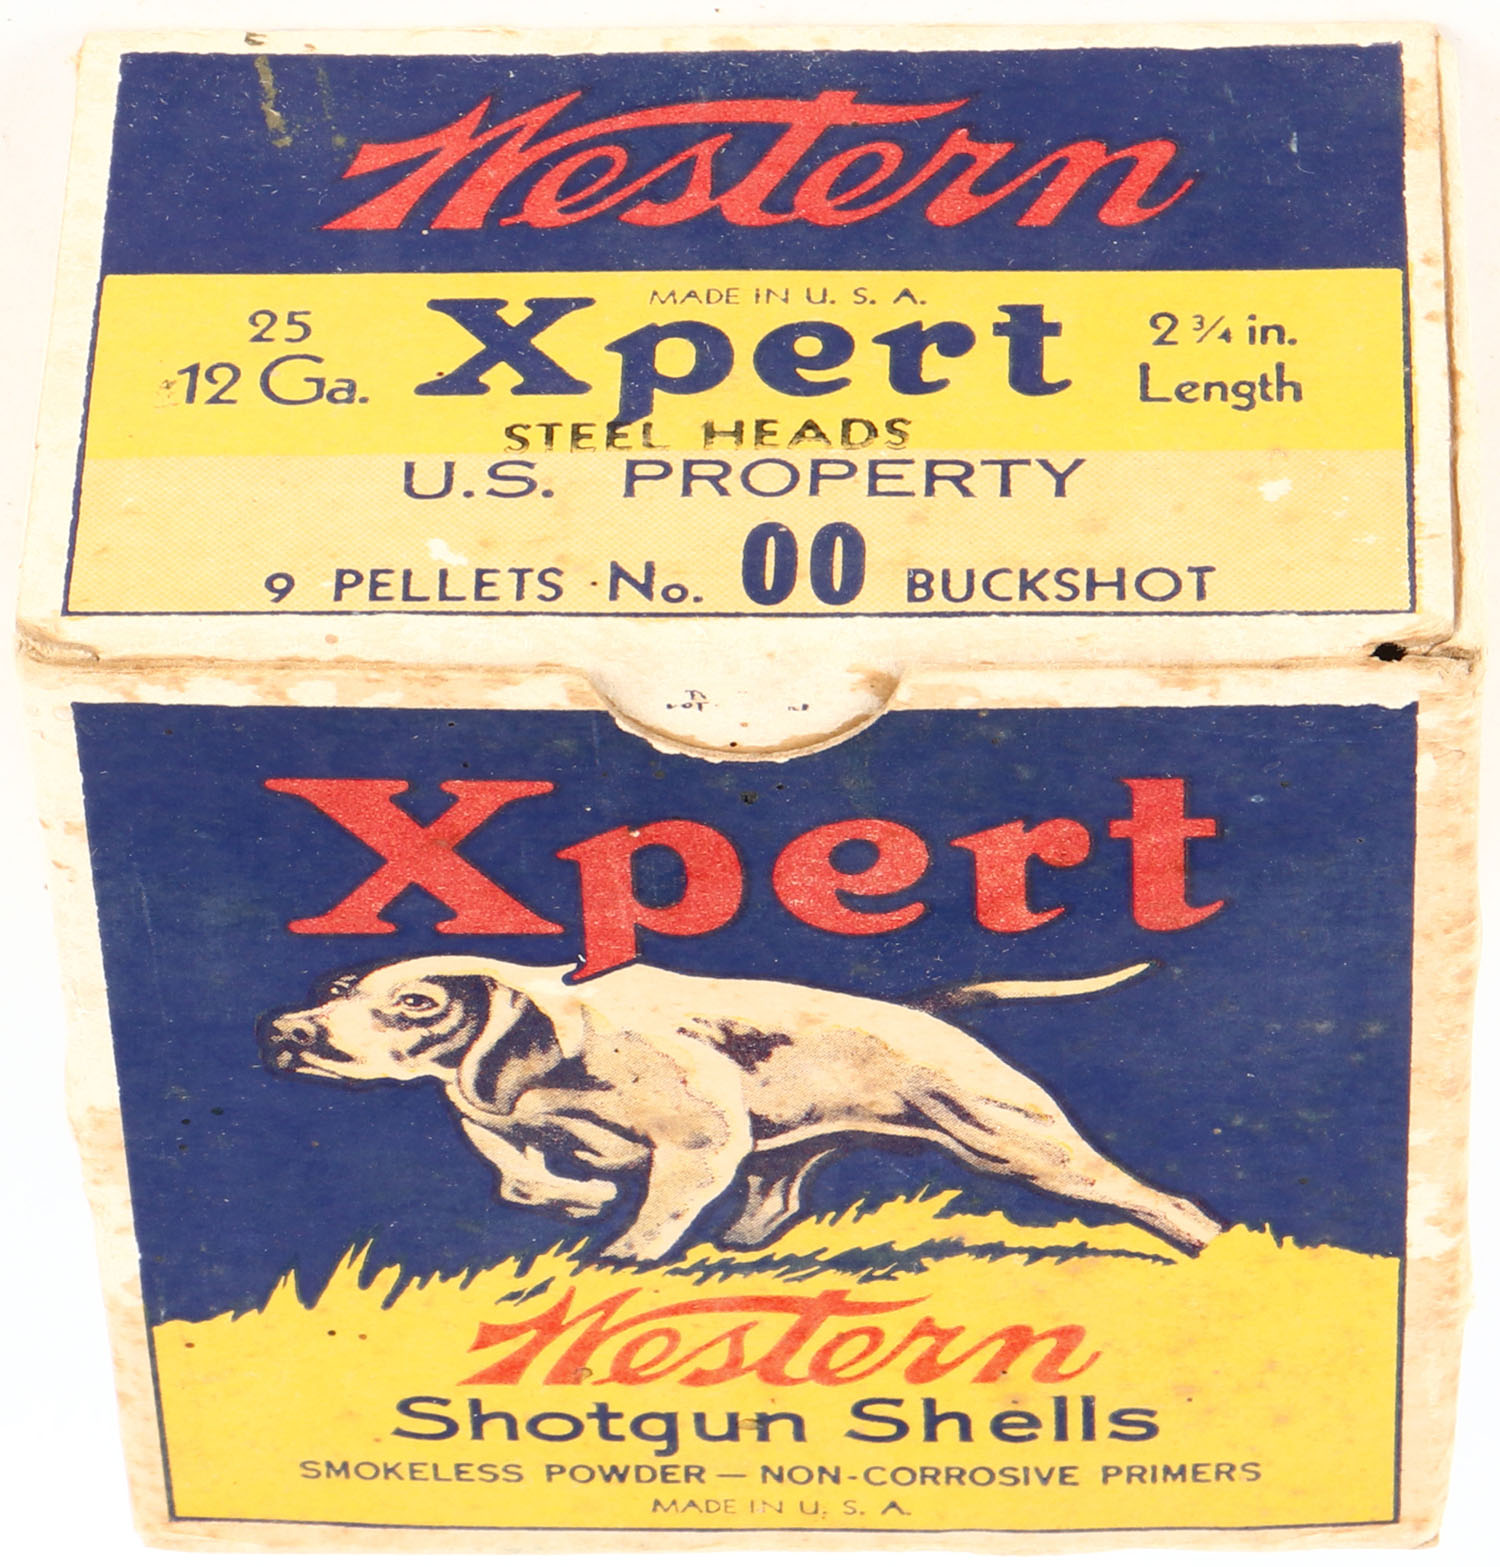 Western
MADE IN U. S. A.
25
12 Ga.
Xpert
2 3/4 in.
Length
STEEL HEADS
U.S. PROPERTY
9 PELLETS · No. 00 BUCKSHOT
Xpert
Western
Shotgun Shells
SMOKELESS POWDER — NON-CORROSIVE PRIMERS
MADE IN U. S. A.